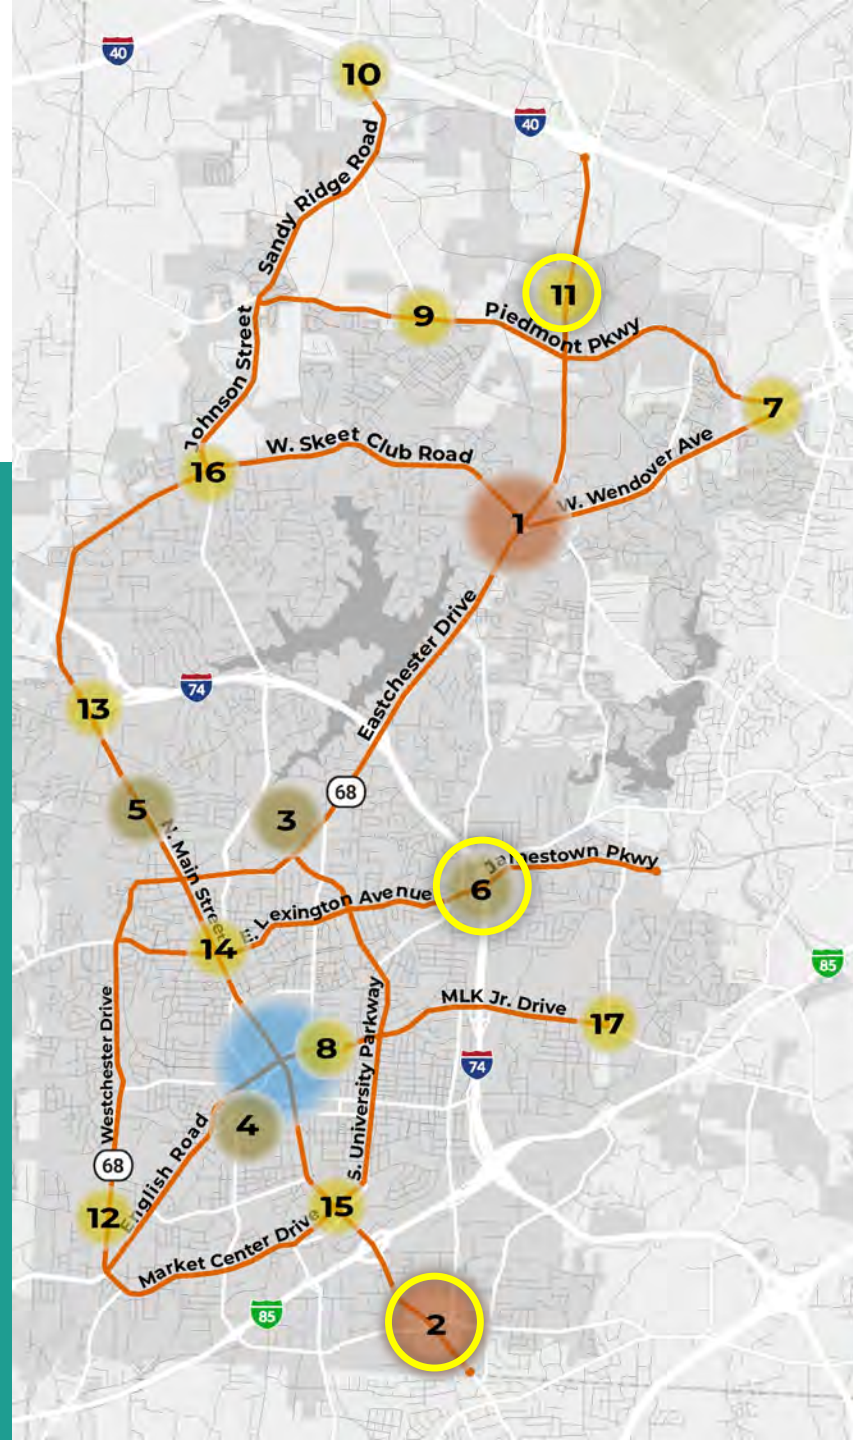 40
10
40
Sandy Ridge Road
11
9
Piedmont Pkwy
Johnson Street
7
W. Skeet Club Road
16
W. Wendover Ave
1
Eastchester Drive
74
13
68
5
3
N. Main Street
Jamestown Pkwy
6
E. Lexington Avenue
14
85
Westchester Drive
S. University Parkway
MLK Jr. Drive
17
8
74
4
English Road
68
12
15
Market Center Drive
85
2